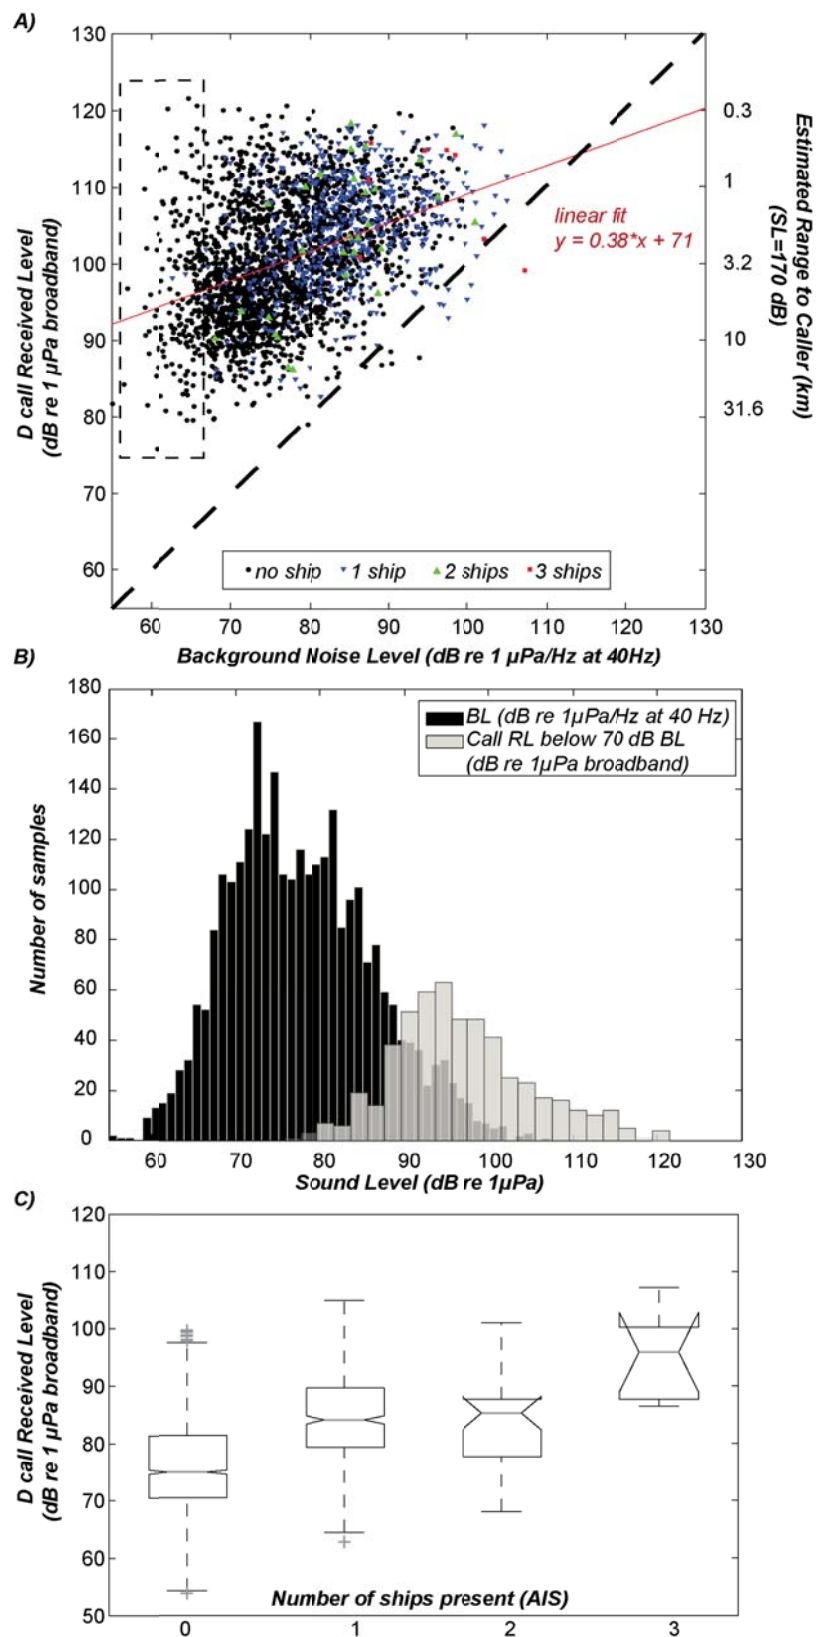 A)
130
120
110
100
90
80
70
60
D call Received Level
(dB re 1 µPa broadband)
0.3
1
3.2
10
31.6
Estimated Range to Caller (km)
(SL=170 dB)
linear fit
y = 0.38*x + 71
no ship 1 ship 2 ships 3 ships
60 70 80 90 100 110 120 130
Background Noise Level (dB re 1 µPa/Hz at 40Hz)
B)
180
160
140
120
100
80
60
40
20
0
Number of samples
BL (dB re 1µPa/Hz at 40 Hz)
Call RL below 70 dB BL
(dB re 1µPa broadband)
60 70 80 90 100 110 120 130
Sound Level (dB re 1µPa)
C)
120
110
100
90
80
70
60
50
D call Received Level
(dB re 1 µPa broadband)
Number of ships present (AIS)
0 1 2 3